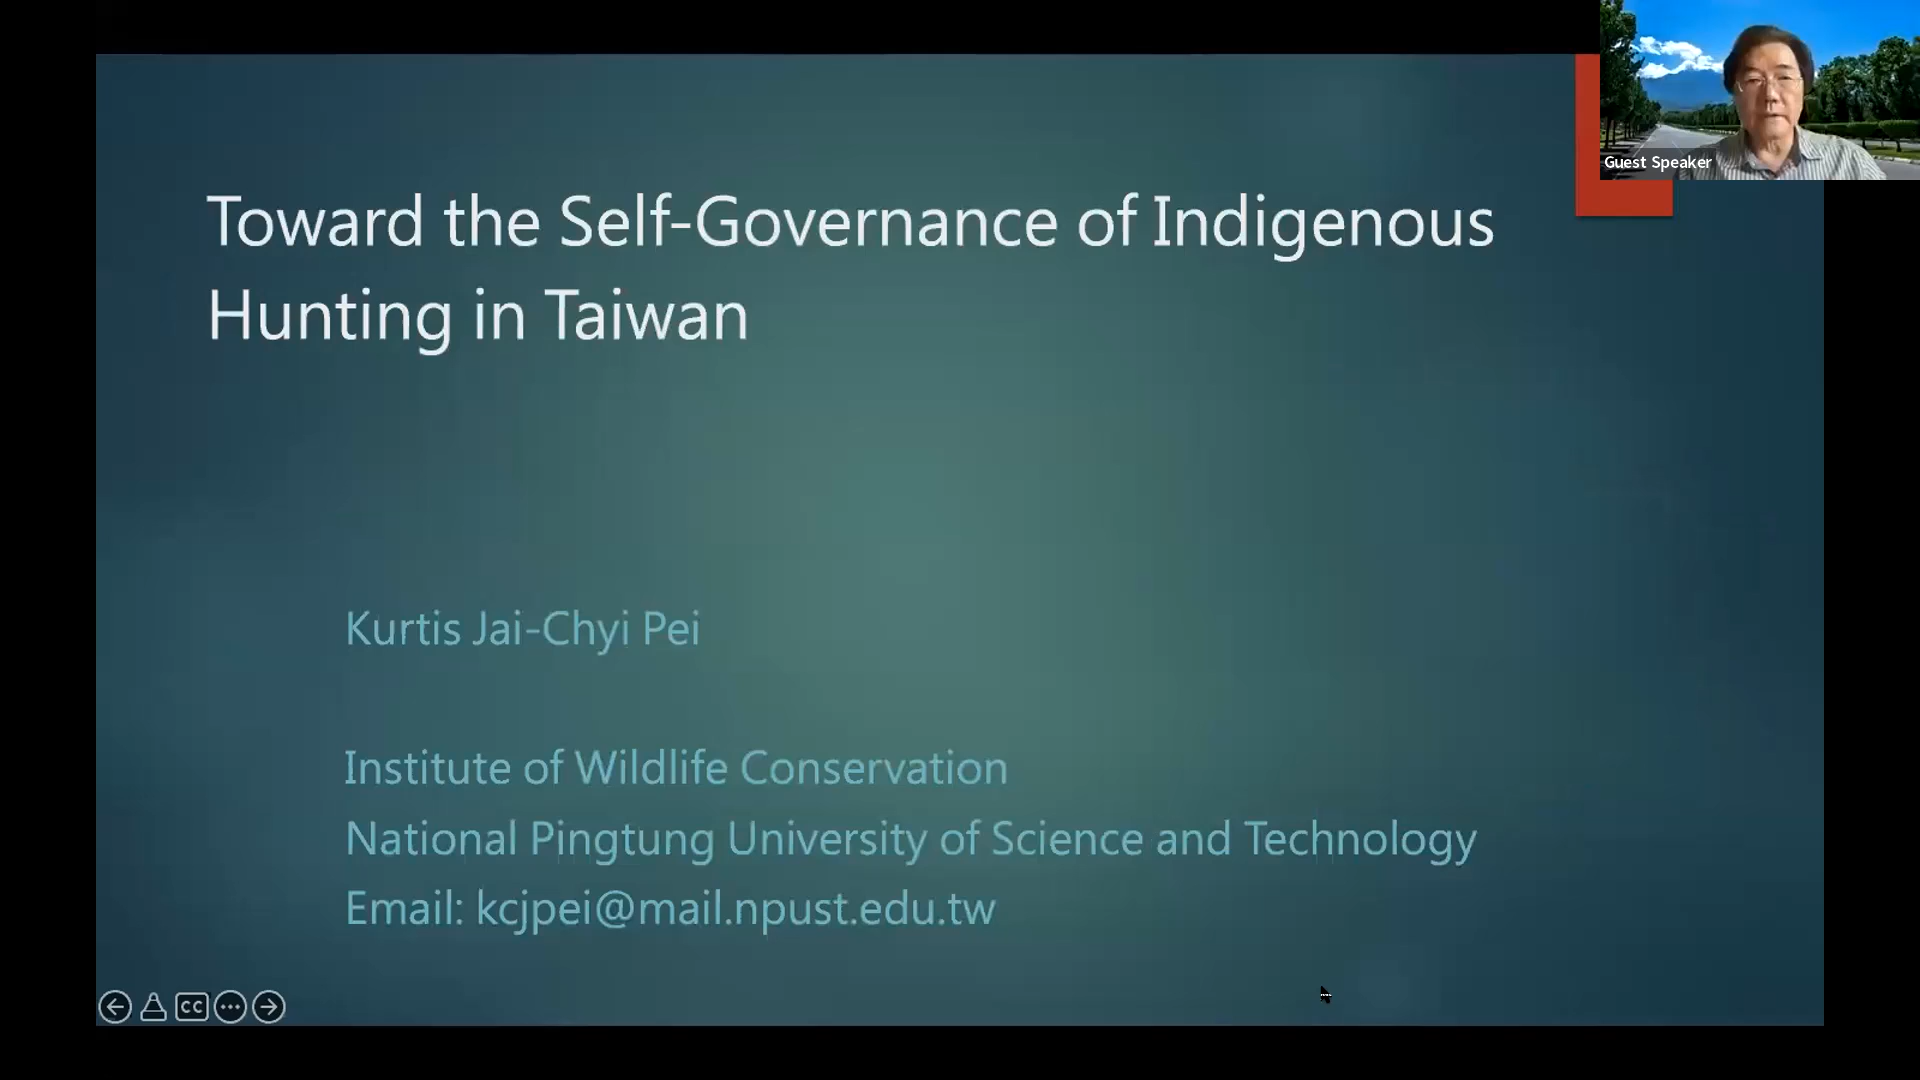 Guest Speaker
Toward the Self-Governance of Indigenous
Hunting in Taiwan
Kurtis Jai-Chyi Pei
Institute of Wildlife Conservation
National Pingtung University of Science and Technology
Email: kcjpei@mail.npust.edu.tw
CC